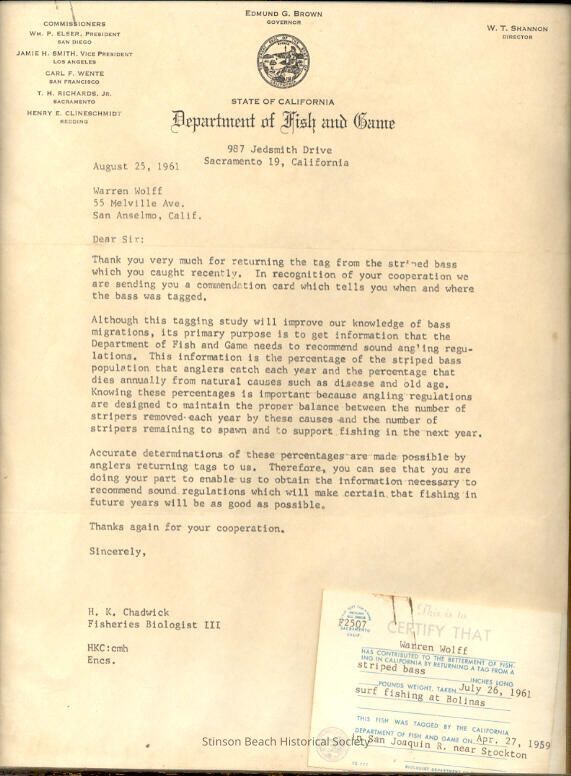 COMMISSIONERS
WM. P. ELSER, PRESIDENT
SAN DIEGO
JAMIE H. SMITH, VICE PRESIDENT
LOS ANGELES
CARL F. WENTE
SAN FRANCISCO
T. H. RICHARDS, JR.
SACRAMENTO
HENRY E. CLINESCHMIDT
REDDING
EDMUND G. BROWN
GOVERNOR
W. T. SHANNON
DIRECTOR
STATE OF CALIFORNIA
Department of Fish and Game
987 Jedsmith Drive
Sacramento 19, California
August 25, 1961
Warren Wolff
55 Melville Ave.
San Anselmo, Calif.
Dear Sir:
Thank you very much for returning the tag from the striped bass
which you caught recently. In recognition of your cooperation we
are sending you a commendation card which tells you when and where
the bass was tagged.
Although this tagging study will improve our knowledge of bass
migrations, its primary purpose is to get information that the
Department of Fish and Game needs to recommend sound angling regu-
lations. This information is the percentage of the striped bass
population that anglers catch each year and the percentage that
dies annually from natural causes such as disease and old age.
Knowing these percentages is important because angling regulations
are designed to maintain the proper balance between the number of
stripers removed each year by these causes and the number of
stripers remaining to spawn and to support fishing in the next year.
Accurate determinations of these percentages are made possible by
anglers returning tags to us. Therefore, you can see that you are
doing your part to enable us to obtain the information necessary to
recommend sound regulations which will make certain that fishing in
future years will be as good as possible.
Thanks again for your cooperation.
Sincerely,
H. K. Chadwick
Fisheries Biologist III
HKC:cmh
Encs.
F2507
SACRAMENTO
CALIF.
This is to
CERTIFY THAT
Warren Wolff
HAS CONTRIBUTED TO THE BETTERMENT OF FISH-
ING IN CALIFORNIA BY RETURNING A TAG FROM A
striped bass
INCHES LONG
POUNDS WEIGHT, TAKEN July 26, 1961
surf fishing at Bolinas
THIS FISH WAS TAGGED BY THE CALIFORNIA
DEPARTMENT OF FISH AND GAME ON Apr. 27, 1959
in San Joaquin R. near Stockton
Stinson Beach Historical Society